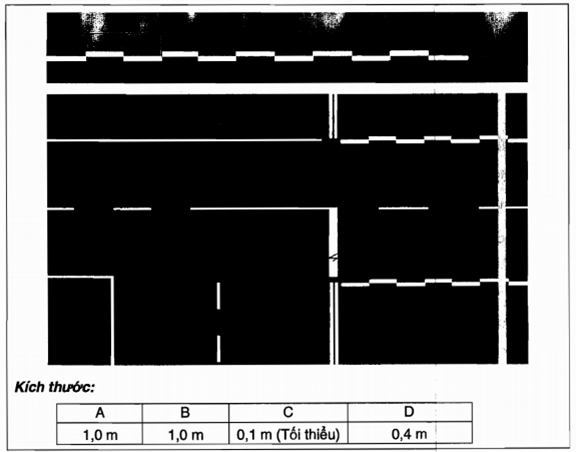 Kích thước:
A B C D
1,0 m 1,0 m 0,1 m (Tối thiểu) 0,4 m